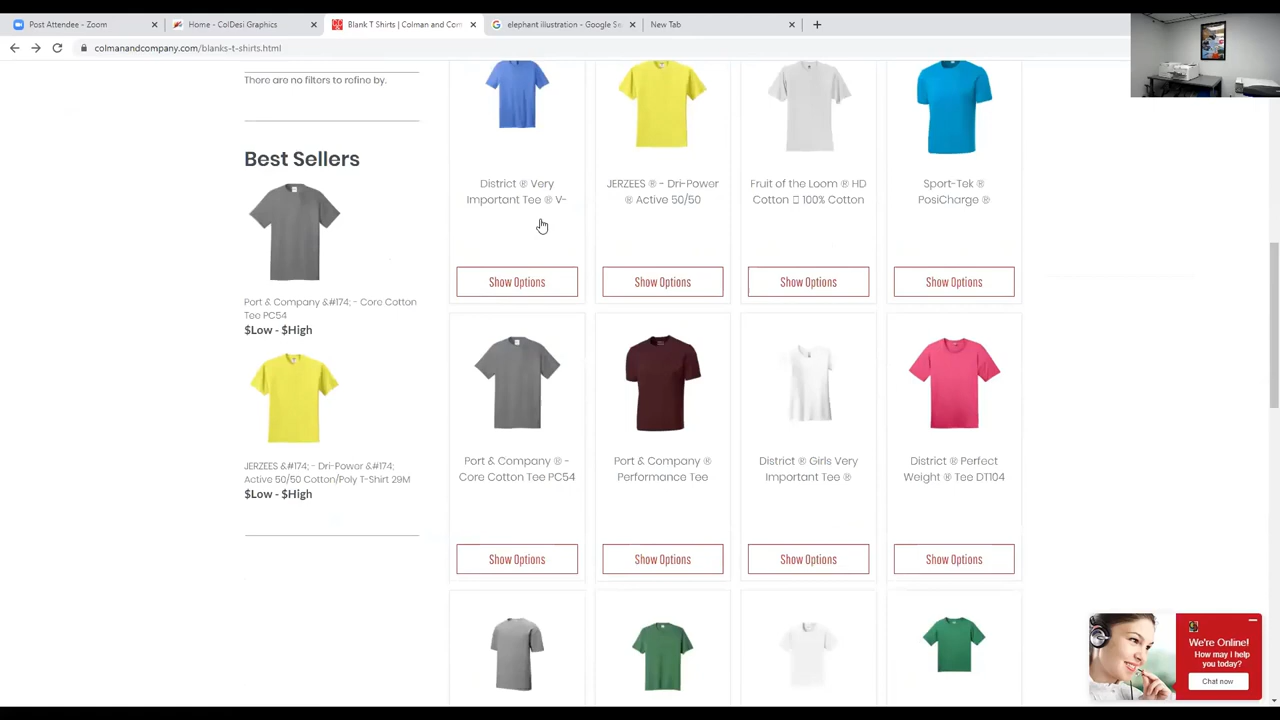 Post Attendee - Zoom
Home - ColDesi Graphics
Blank T Shirts | Colman and Com
elephant illustration - Google Se
New Tab
colmanandcompany.com/blanks-t-shirts.html
There are no filters to refine by.
Best Sellers
Port & Company &#174; - Core Cotton
Tee PC54
$Low - $High
JERZEES &#174; - Dri-Power &#174;
Active 50/50 Cotton/Poly T-Shirt 29M
$Low - $High
District ® Very
Important Tee ® V-
JERZEES ® - Dri-Power
® Active 50/50
Fruit of the Loom ® HD
Cotton 100% Cotton
Sport-Tek ®
PosiCharge ®
Show Options
Show Options
Show Options
Show Options
Port & Company ® -
Core Cotton Tee PC54
Port & Company ®
Performance Tee
District ® Girls Very
Important Tee ®
District ® Perfect
Weight ® Tee DT104
Show Options
Show Options
Show Options
Show Options
We're Online!
How may i help
you today?
Chat now